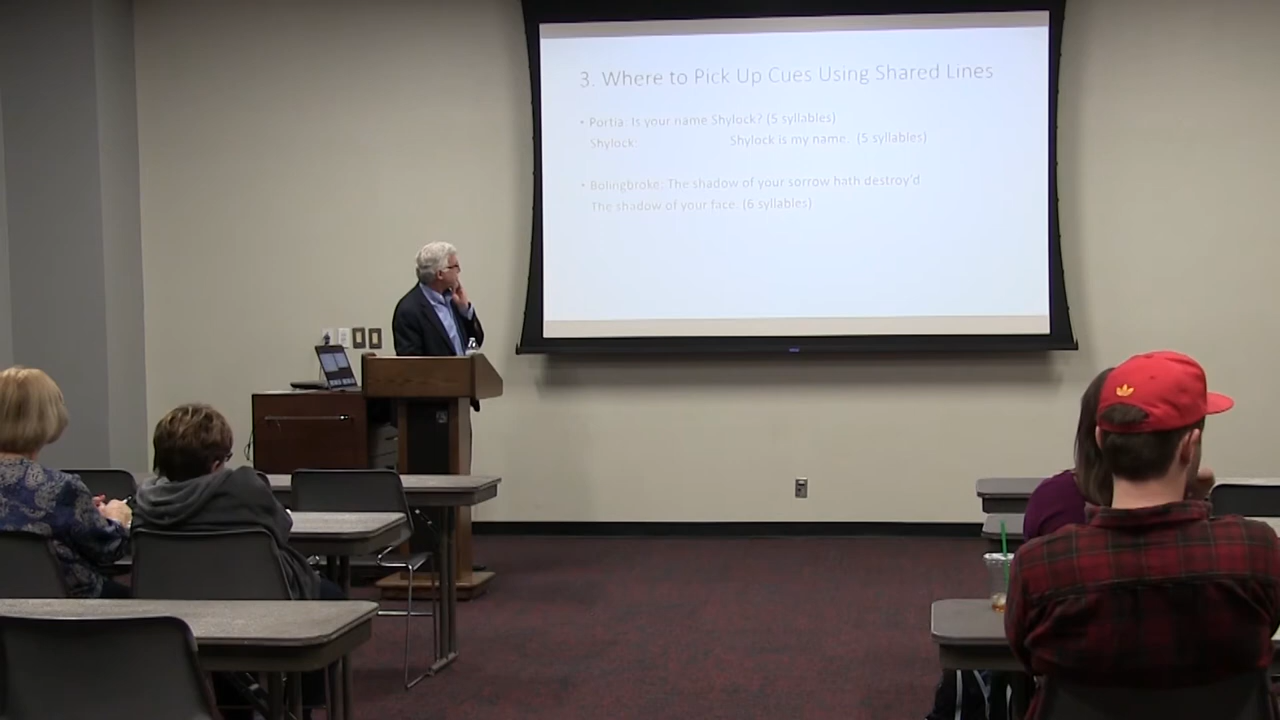 3. Where to Pick Up Cues Using Shared Lines
• Portia: Is your name Shylock? (5 syllables)
Shylock: Shylock is my name. (5 syllables)
• Bolingbroke: The shadow of your sorrow hath destroy'd
The shadow of your face. (6 syllables)